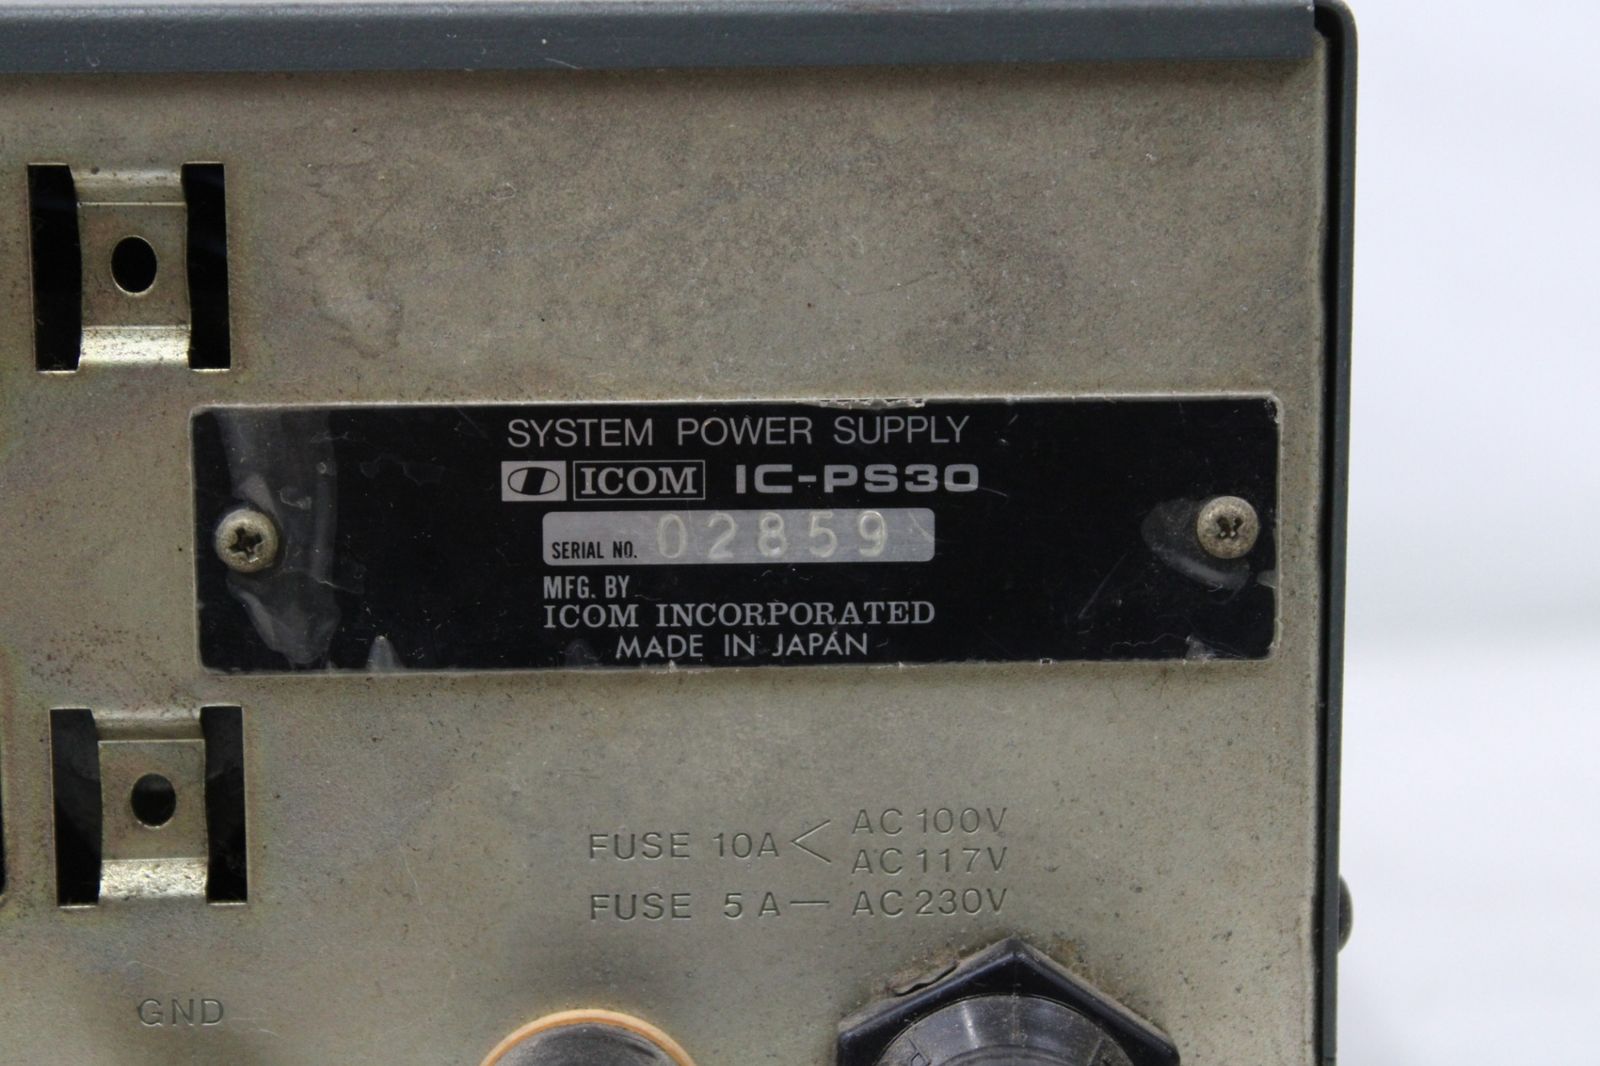 SYSTEM POWER SUPPLY
ICOM IC-PS30
SERIAL NO. 02859
MFG. BY
ICOM INCORPORATED
MADE IN JAPAN
FUSE 10A < AC 100V
AC 117V
FUSE 5A — AC 230V
GND